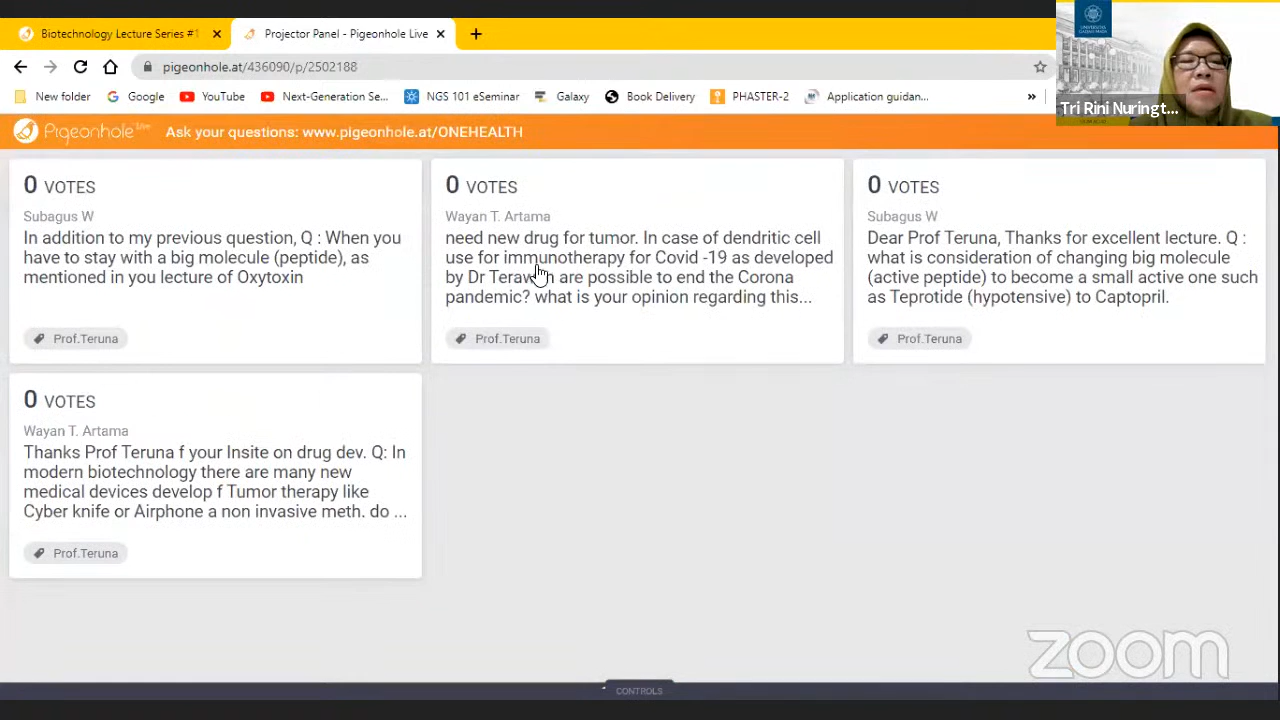 Biotechnology Lecture Series #1
Projector Panel - Pigeonhole Live
pigeonhole.at/436090/p/2502188
New folder
Google
YouTube
Next-Generation Se...
NGS 101 eSeminar
Galaxy
Book Delivery
PHASTER-2
Application guidan...
»
UNIVERSITAS
GADJAH MADA
Tri Rini Nuringt...
Pigeonhole Live
Ask your questions: www.pigeonhole.at/ONEHEALTH
0 VOTES
Subagus W
In addition to my previous question, Q : When you
have to stay with a big molecule (peptide), as
mentioned in you lecture of Oxytoxin
Prof.Teruna
0 VOTES
Wayan T. Artama
need new drug for tumor. In case of dendritic cell
use for immunotherapy for Covid -19 as developed
by Dr are possible to end the Corona
pandemic? what is your opinion regarding this...
Prof.Teruna
0 VOTES
Subagus W
Dear Prof Teruna, Thanks for excellent lecture. Q :
what is consideration of changing big molecule
(active peptide) to become a small active one such
as Teprotide (hypotensive) to Captopril.
Prof.Teruna
0 VOTES
Wayan T. Artama
Thanks Prof Teruna f your Insite on drug dev. Q: In
modern biotechnology there are many new
medical devices develop f Tumor therapy like
Cyber knife or Airphone a non invasive meth. do ...
Prof.Teruna
zoom
CONTROLS